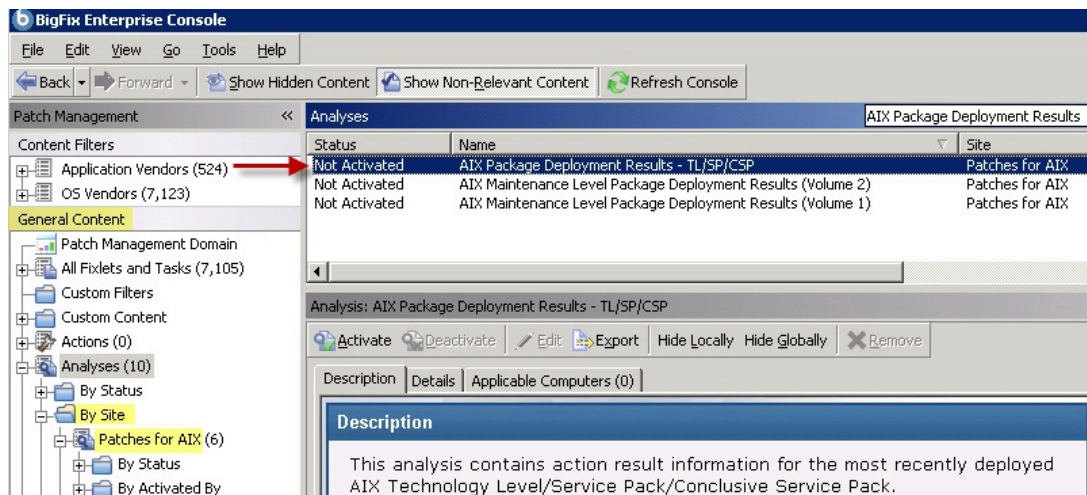 BigFix Enterprise Console
File Edit View Go Tools Help
Back Forward Show Hidden Content Show Non-Relevant Content Refresh Console
Patch Management «
Content Filters
Application Vendors (524)
OS Vendors (7,123)
General Content
Patch Management Domain
All Fixlets and Tasks (7,105)
Custom Filters
Custom Content
Actions (0)
Analyses (10)
By Status
By Site
Patches for AIX (6)
By Status
By Activated By
Analyses AIX Package Deployment Results
Status Name Site
Not Activated AIX Package Deployment Results - TL/SP/CSP Patches for AIX
Not Activated AIX Maintenance Level Package Deployment Results (Volume 2) Patches for AIX
Not Activated AIX Maintenance Level Package Deployment Results (Volume 1) Patches for AIX
Analysis: AIX Package Deployment Results - TL/SP/CSP
Activate Deactivate Edit Export Hide Locally Hide Globally Remove
Description Details Applicable Computers (0)
Description
This analysis contains action result information for the most recently deployed
AIX Technology Level/Service Pack/Conclusive Service Pack.